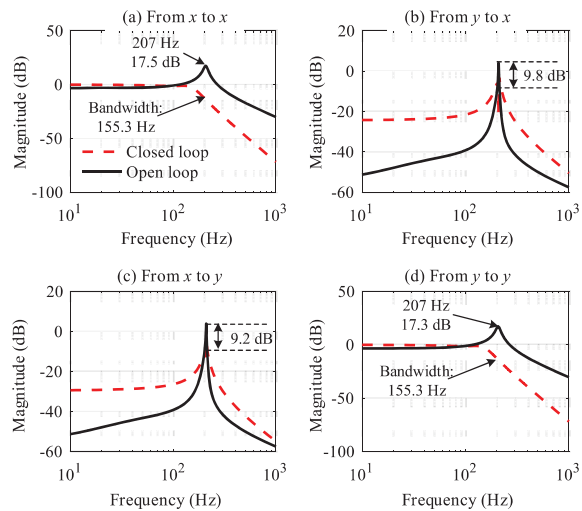 (a) From x to x
50
0
-50
-100
Magnitude (dB)
207 Hz
17.5 dB
Bandwidth:
155.3 Hz
Closed loop
Open loop
10^1
10^2
10^3
Frequency (Hz)
(b) From y to x
20
0
-20
-40
-60
Magnitude (dB)
9.8 dB
10^1
10^2
10^3
Frequency (Hz)
(c) From x to y
20
0
-20
-40
-60
Magnitude (dB)
9.2 dB
10^1
10^2
10^3
Frequency (Hz)
(d) From y to y
50
0
-50
-100
Magnitude (dB)
207 Hz
17.3 dB
Bandwidth:
155.3 Hz
10^1
10^2
10^3
Frequency (Hz)